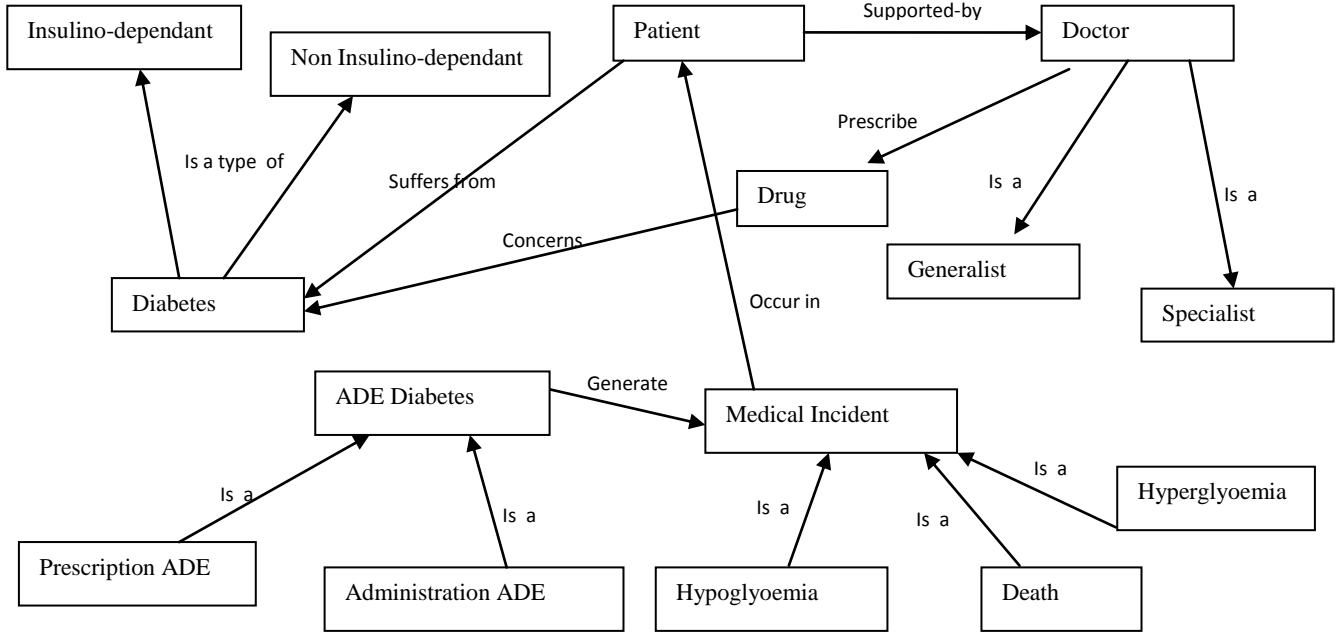 Insulino-dependant
Patient
Supported-by
Doctor
Non Insulino-dependant
Prescribe
Is a type of
Suffers from
Drug
Is a
Is a
Concerns
Generalist
Diabetes
Occur in
Specialist
ADE Diabetes
Generate
Medical Incident
Is a
Hyperglyoemia
Is a
Is a
Is a
Is a
Prescription ADE
Administration ADE
Hypoglyoemia
Death